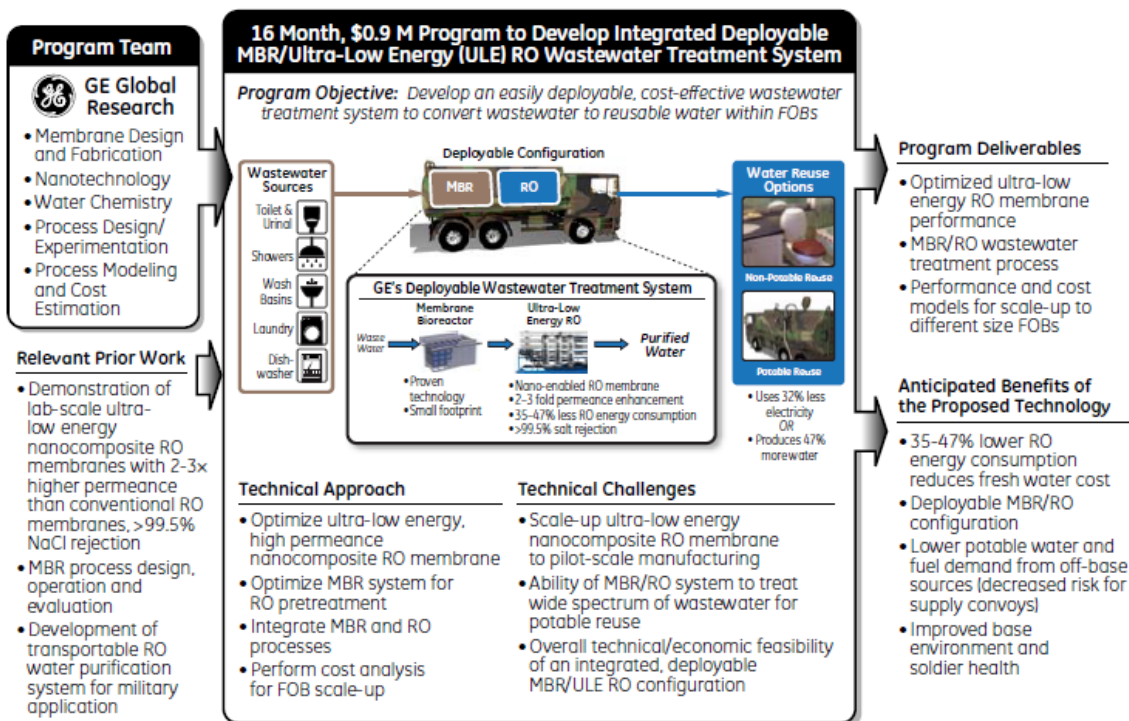 Program Team
GE Global
Research
• Membrane Design
and Fabrication
• Nanotechnology
• Water Chemistry
• Process Design/
Experimentation
• Process Modeling
and Cost
Estimation
Relevant Prior Work
• Demonstration of
lab-scale ultra-
low energy
nanocomposite RO
membranes with 2-3×
higher permeance
than conventional RO
membranes, >99.5%
NaCl rejection
• MBR process design,
operation and
evaluation
• Development of
transportable RO
water purification
system for military
application
16 Month, $0.9 M Program to Develop Integrated Deployable
MBR/Ultra-Low Energy (ULE) RO Wastewater Treatment System
Program Objective: Develop an easily deployable, cost-effective wastewater
treatment system to convert wastewater to reusable water within FOBs
Deployable Configuration
Wastewater
Sources
Toilet &
Urinal
Showers
Wash
Basins
Laundry
Dish-
washer
MBR
RO
GE's Deployable Wastewater Treatment System
Membrane
Bioreactor
Ultra-Low
Energy RO
Waste
Water
Purified
Water
• Proven
technology
• Small footprint
• Nano-enabled RO membrane
• 2–3 fold permeance enhancement
• 35–47% less RO energy consumption
• >99.5% salt rejection
Water Reuse
Options
Non-Potable Reuse
Potable Reuse
• Uses 32% less
electricity
OR
• Produces 47%
more water
Technical Approach
• Optimize ultra-low energy,
high permeance
nanocomposite RO membrane
• Optimize MBR system for
RO pretreatment
• Integrate MBR and RO
processes
• Perform cost analysis
for FOB scale-up
Technical Challenges
• Scale-up ultra-low energy
nanocomposite RO membrane
to pilot-scale manufacturing
• Ability of MBR/RO system to treat
wide spectrum of wastewater for
potable reuse
• Overall technical/economic feasibility
of an integrated, deployable
MBR/ULE RO configuration
Program Deliverables
• Optimized ultra-low
energy RO membrane
performance
• MBR/RO wastewater
treatment process
• Performance and cost
models for scale-up to
different size FOBs
Anticipated Benefits of
the Proposed Technology
• 35-47% lower RO
energy consumption
reduces fresh water cost
• Deployable MBR/RO
configuration
• Lower potable water and
fuel demand from off-base
sources (decreased risk for
supply convoys)
• Improved base
environment and
soldier health